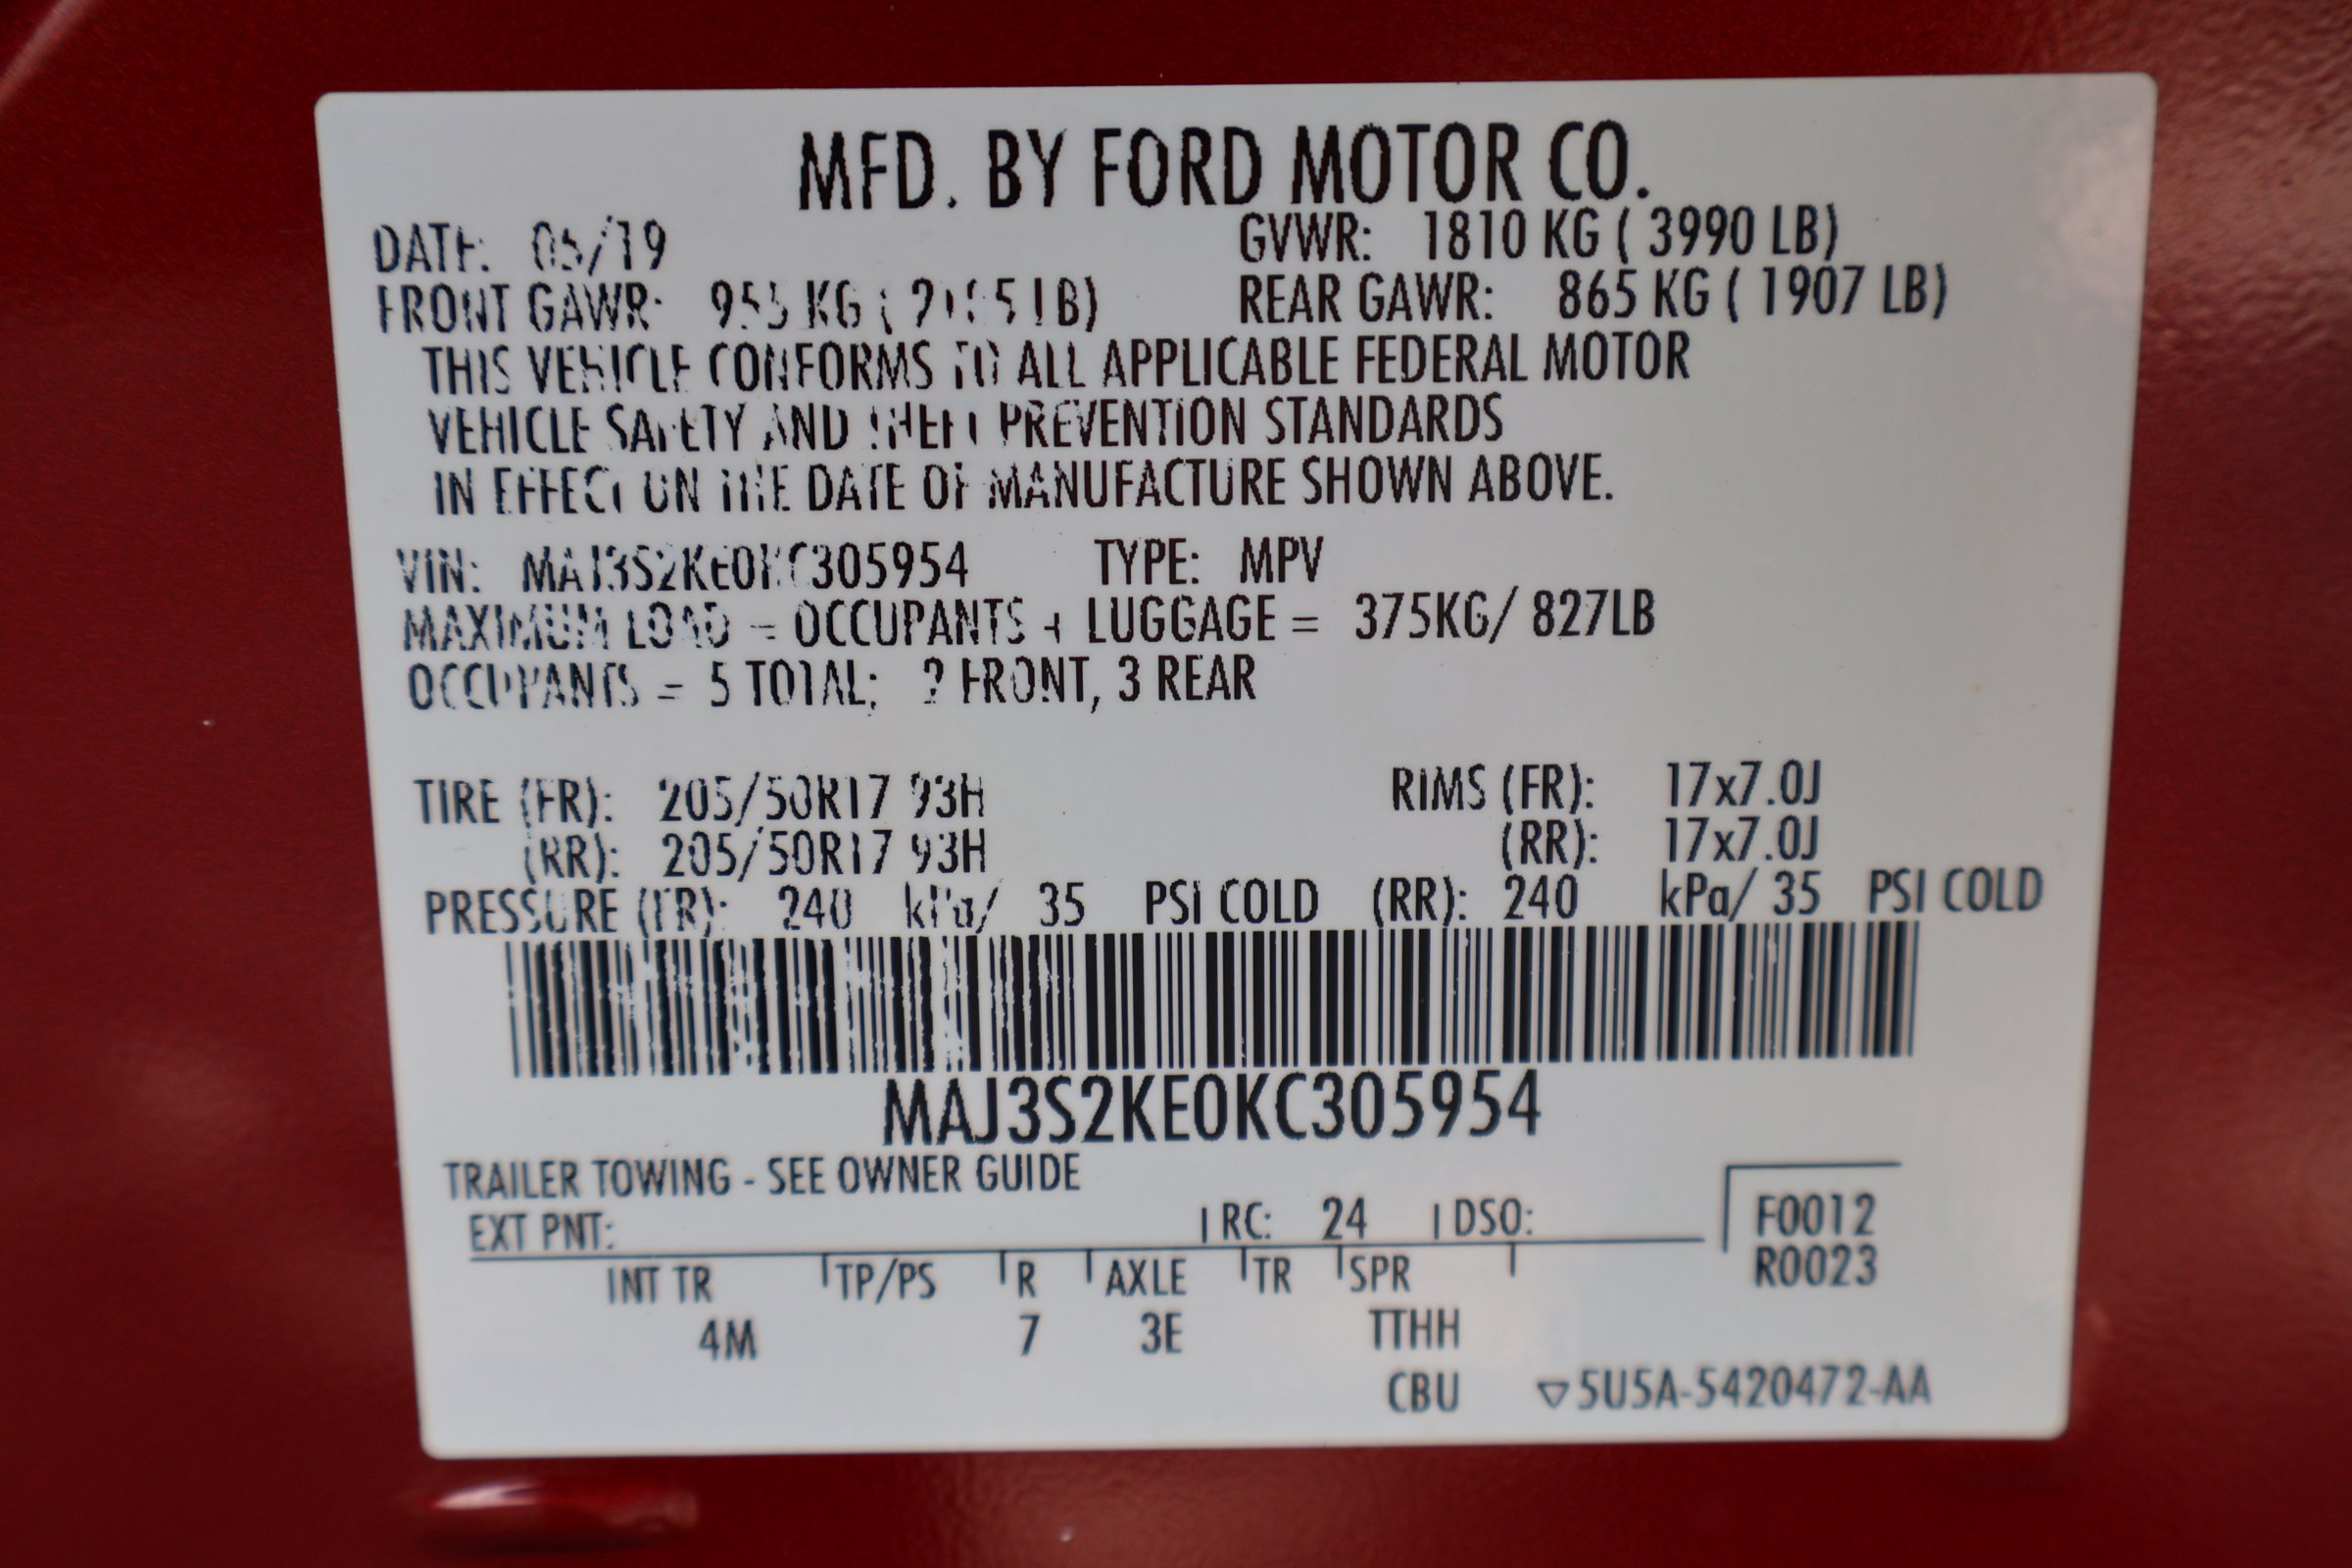 MFD. BY FORD MOTOR CO.
DATE: 05/19 GVWR: 1810 KG ( 3990 LB)
FRONT GAWR: 955 KG ( LB) REAR GAWR: 865 KG ( 1907 LB)
THIS VEHICLE CONFORMS TO ALL APPLICABLE FEDERAL MOTOR
VEHICLE SAFETY AND THEFT PREVENTION STANDARDS
IN EFFECT ON THE DATE OF MANUFACTURE SHOWN ABOVE.
VIN: MAJ3S2KE0KC305954 TYPE: MPV
MAXIMUM LOAD = OCCUPANTS + LUGGAGE = 375KG/ 827LB
OCCUPANTS = 5 TOTAL; 2 FRONT, 3 REAR
TIRE (FR): 205/50R17 93H RIMS (FR): 17x7.0J
(RR): 205/50R17 93H (RR): 17x7.0J
PRESSURE (FR): 240 kPa/ 35 PSI COLD (RR): 240 kPa/ 35 PSI COLD
MAJ3S2KE0KC305954
TRAILER TOWING - SEE OWNER GUIDE
EXT PNT: RC: 24 DSO: F0012
R0023
INT TR TP/PS R AXLE TR SPR
4M 7 3E TTHH
CBU ▽5U5A-5420472-AA